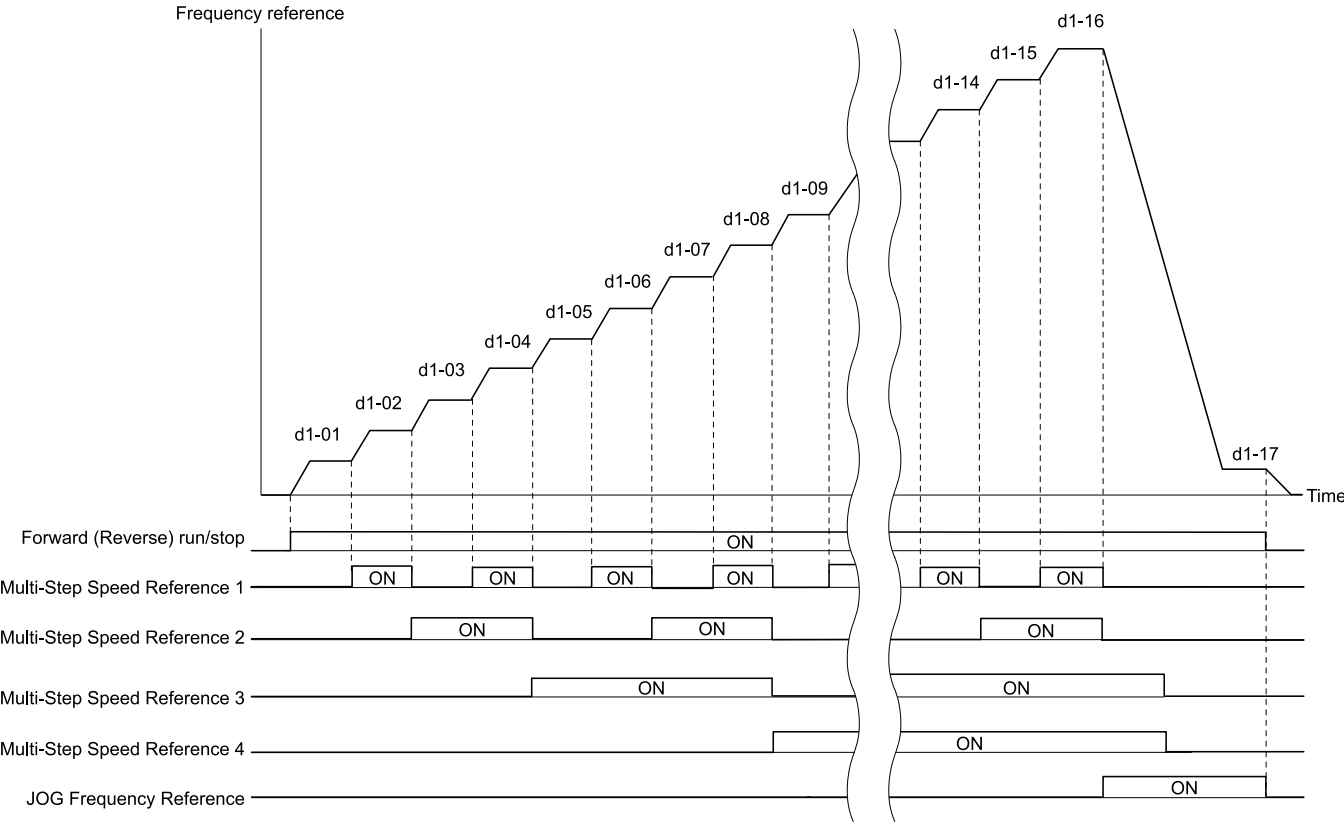 Frequency reference
d1-16
d1-15
d1-14
d1-09
d1-08
d1-07
d1-06
d1-05
d1-04
d1-03
d1-02
d1-01
d1-17
Time
Forward (Reverse) run/stop ON
Multi-Step Speed Reference 1 ON ON ON ON ON ON
Multi-Step Speed Reference 2 ON ON ON
Multi-Step Speed Reference 3 ON ON
Multi-Step Speed Reference 4 ON
JOG Frequency Reference ON